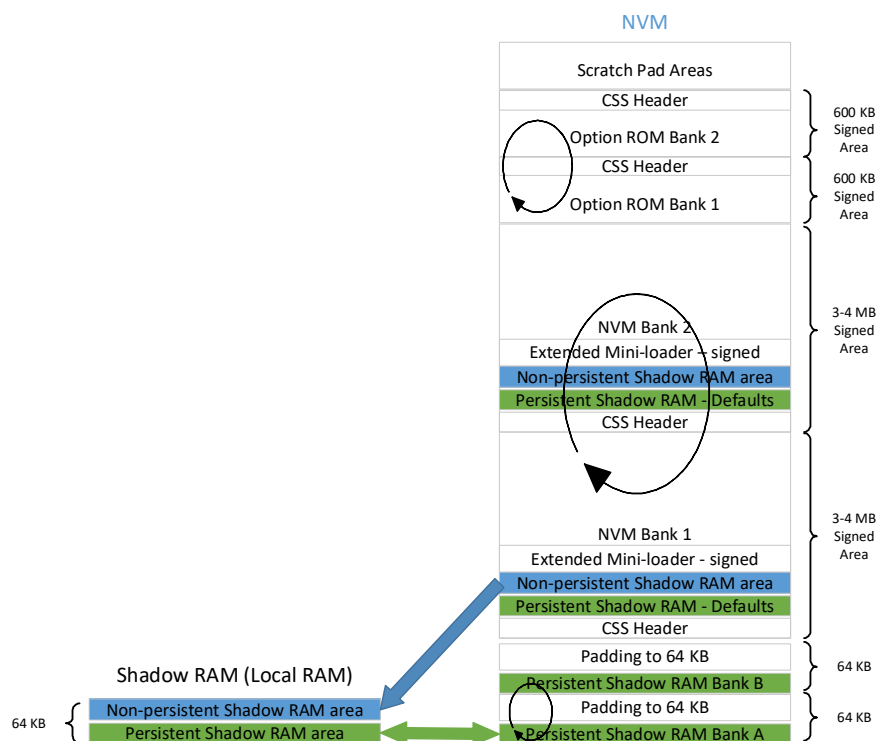 NVM
Scratch Pad Areas
CSS Header
Option ROM Bank 2
600 KB
Signed
Area
CSS Header
Option ROM Bank 1
600 KB
Signed
Area
NVM Bank 2
Extended Mini-loader – signed
Non-persistent Shadow RAM area
Persistent Shadow RAM - Defaults
CSS Header
3-4 MB
Signed
Area
NVM Bank 1
Extended Mini-loader - signed
Non-persistent Shadow RAM area
Persistent Shadow RAM - Defaults
CSS Header
3-4 MB
Signed
Area
Padding to 64 KB
Persistent Shadow RAM Bank B
64 KB
Padding to 64 KB
Persistent Shadow RAM Bank A
64 KB
Shadow RAM (Local RAM)
Non-persistent Shadow RAM area
Persistent Shadow RAM area
64 KB